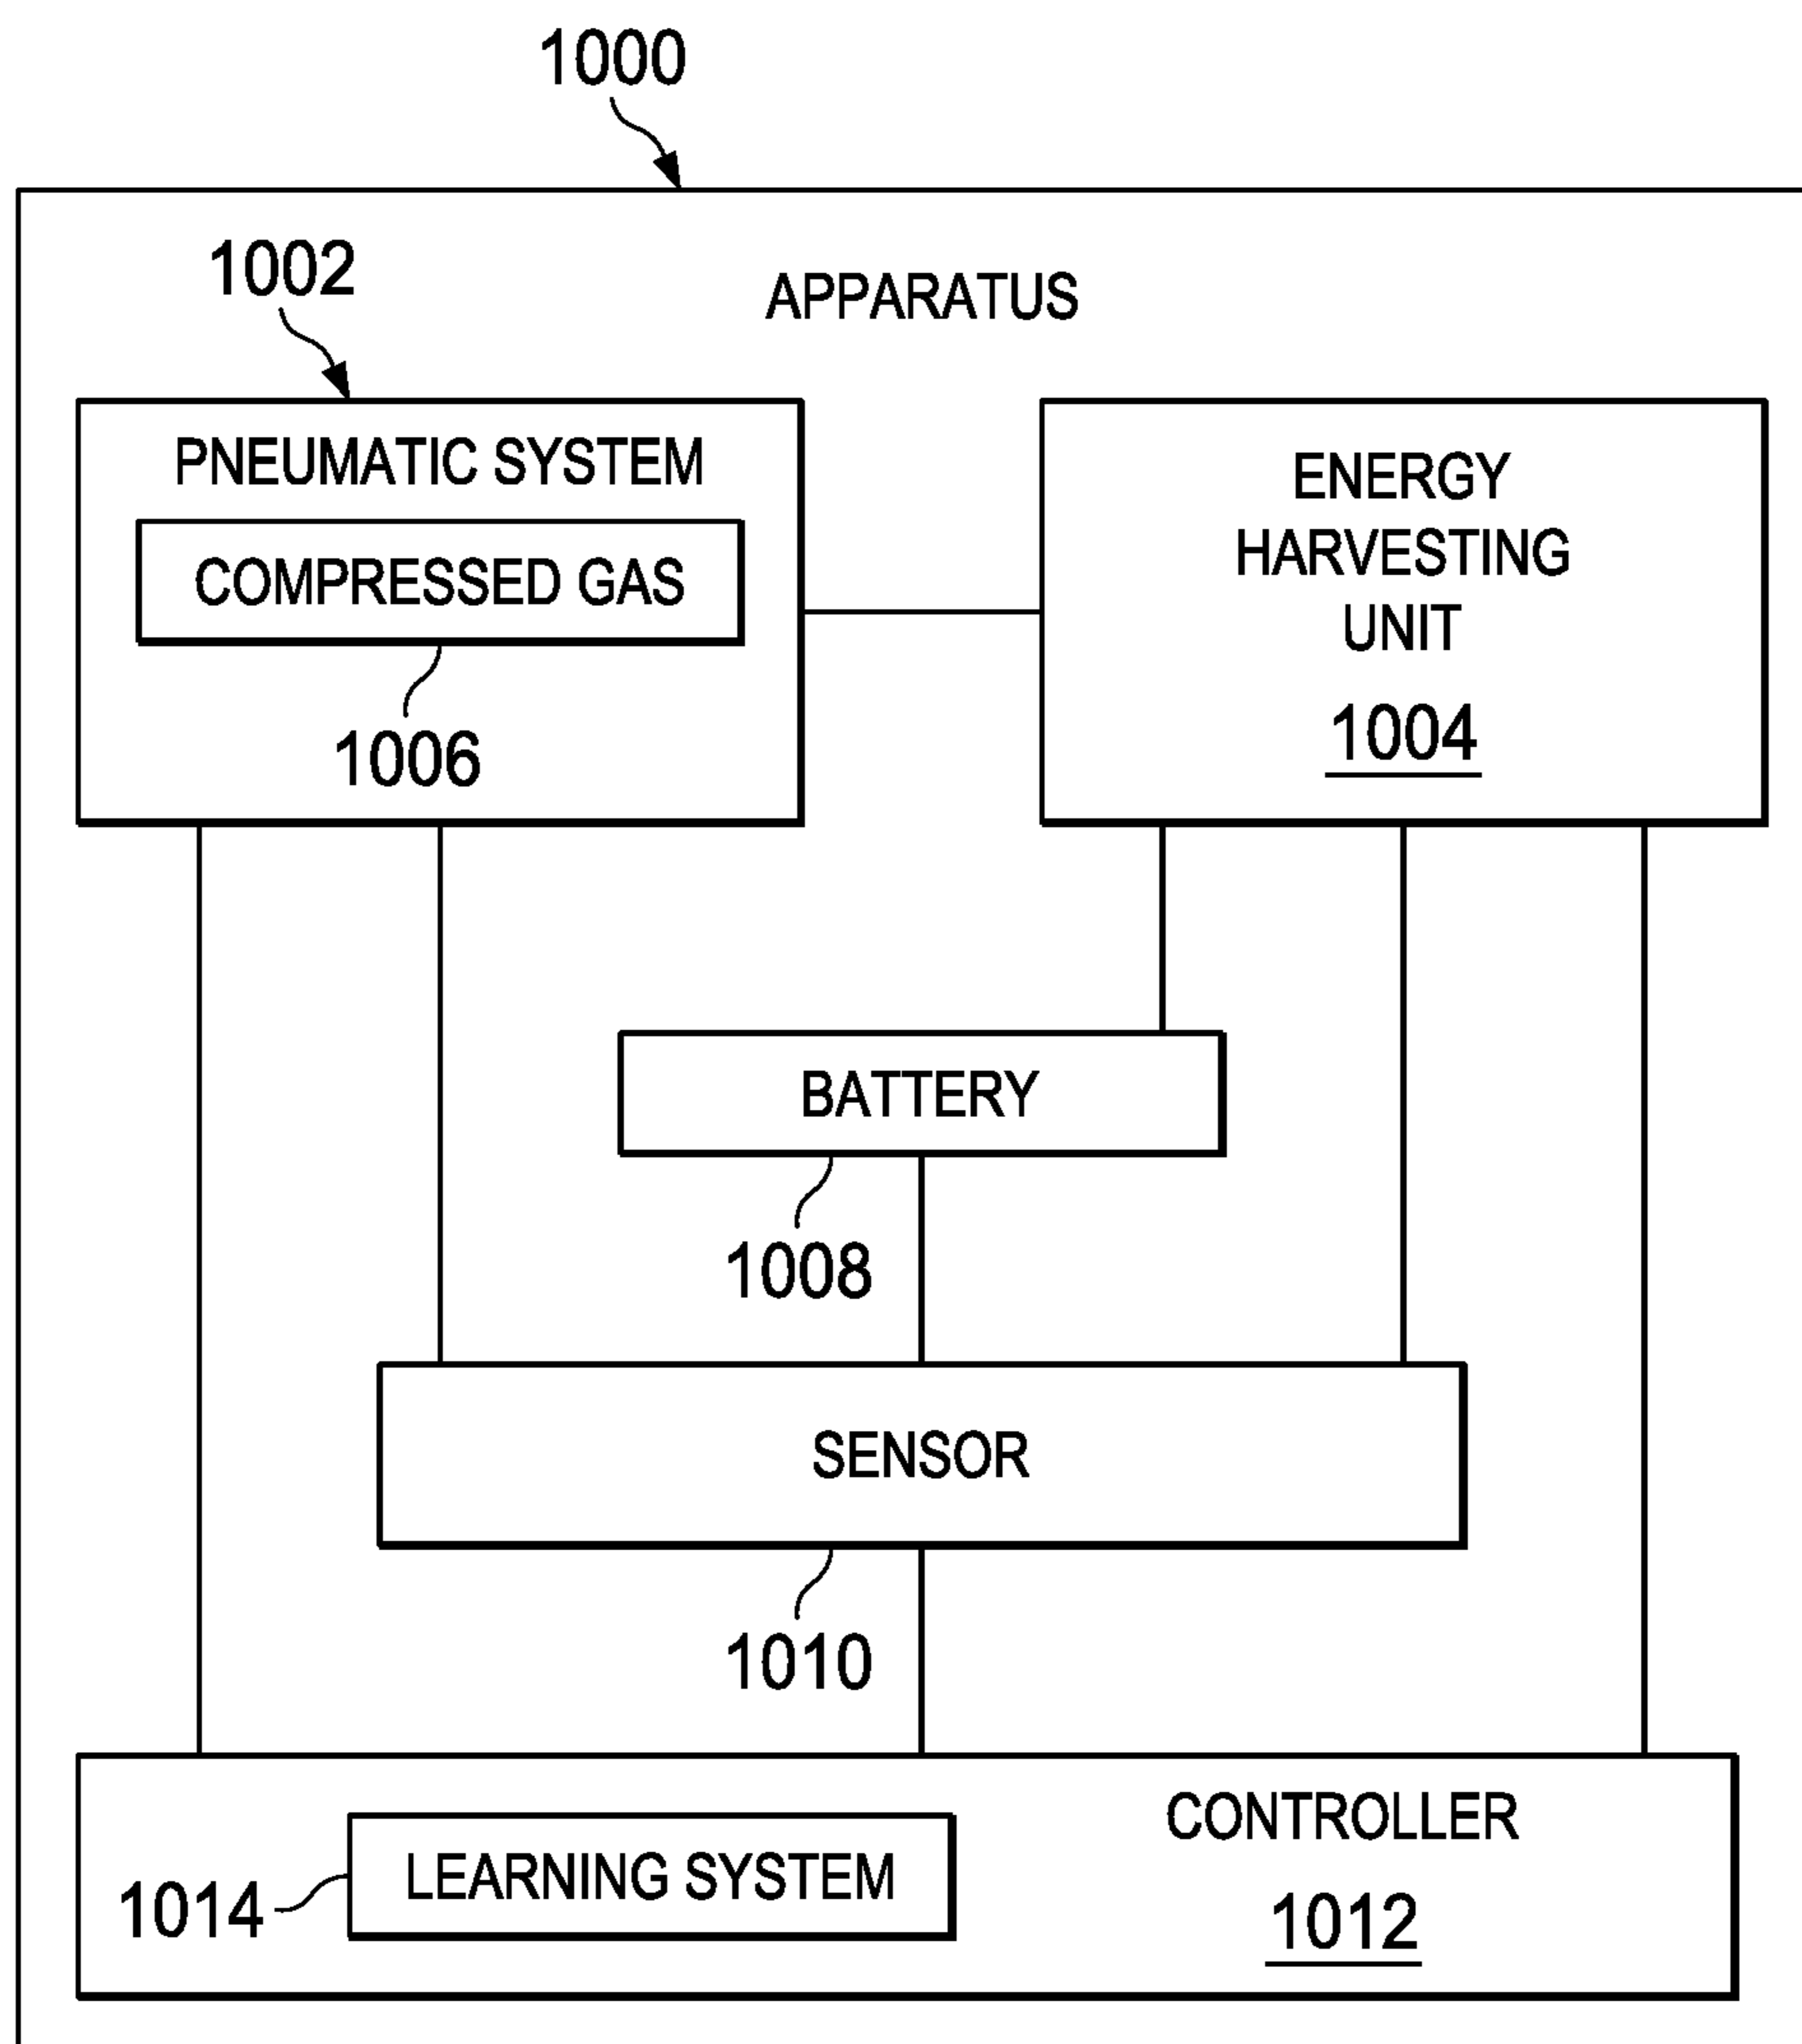 1000
APPARATUS
1002
PNEUMATIC SYSTEM
COMPRESSED GAS
1006
ENERGY
HARVESTING
UNIT
1004
BATTERY
1008
SENSOR
1010
CONTROLLER
1012
LEARNING SYSTEM
1014